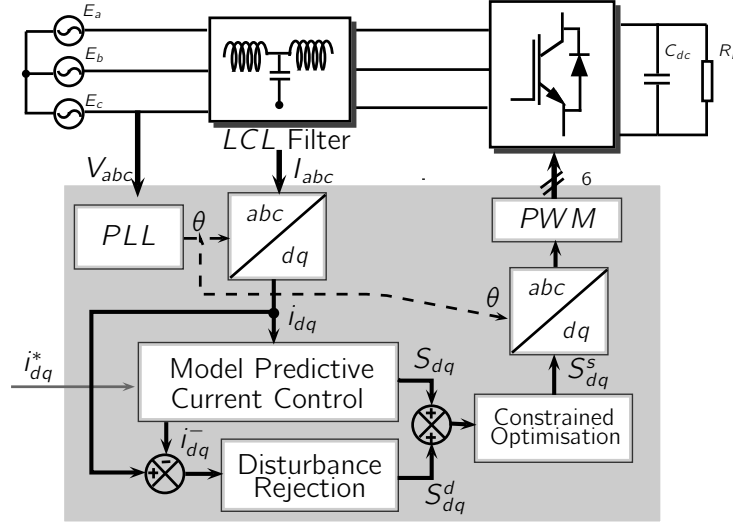 E_a
E_b
E_c
C_dc
LCL Filter
V_abc
I_abc
6
PLL
θ
abc
dq
PWM
abc
dq
θ
i_dq
i*_dq
Model Predictive
Current Control
S_dq
S^s_dq
Constrained
Optimisation
i^-_dq
Disturbance
Rejection
S^d_dq
+
+
+
-